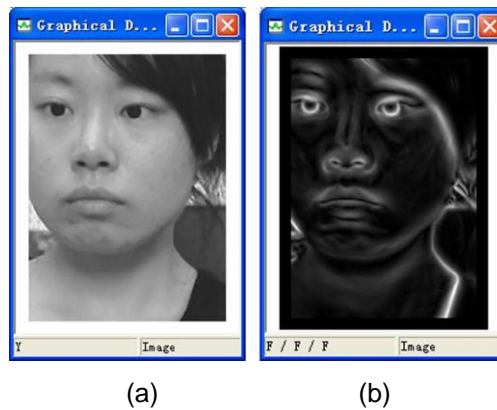 Graphical D...
Graphical D...
Y Image
F / F / F Image
(a) (b)